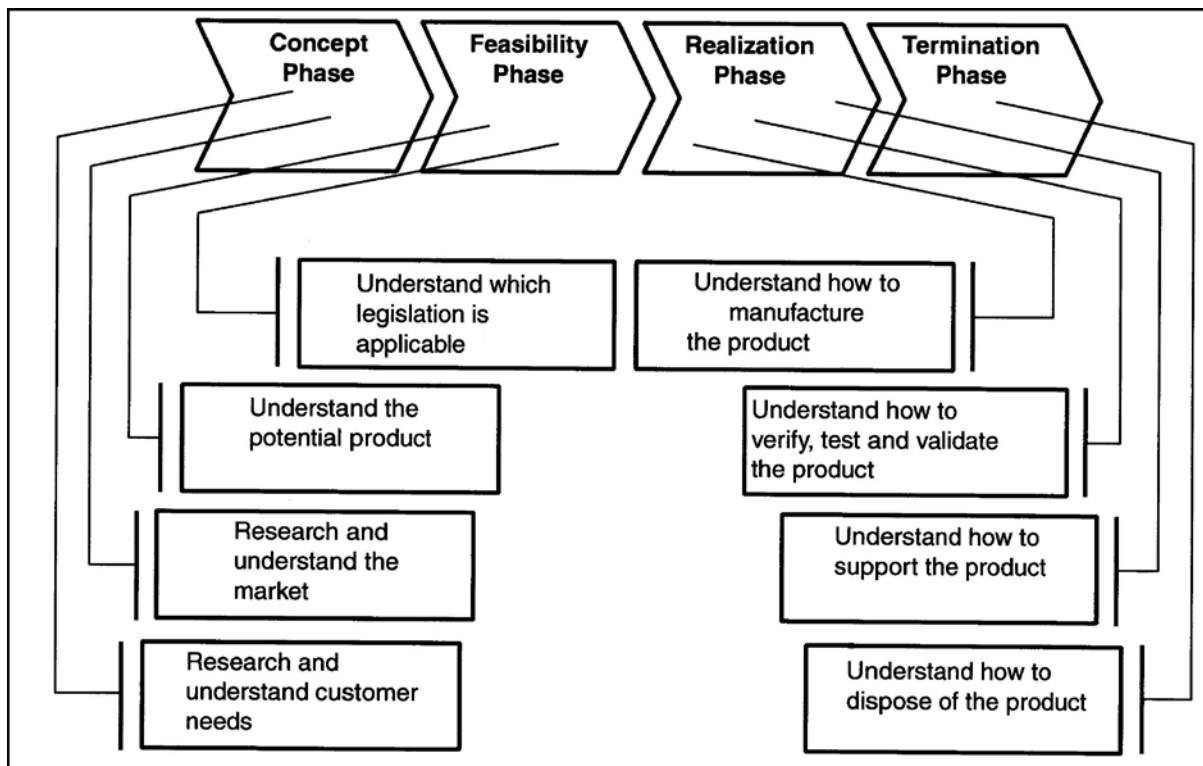 Concept
Phase
Feasibility
Phase
Realization
Phase
Termination
Phase
Understand which
legislation is
applicable
Understand how to
manufacture
the product
Understand the
potential product
Understand how to
verify, test and validate
the product
Research and
understand the
market
Understand how to
support the product
Research and
understand customer
needs
Understand how to
dispose of the product